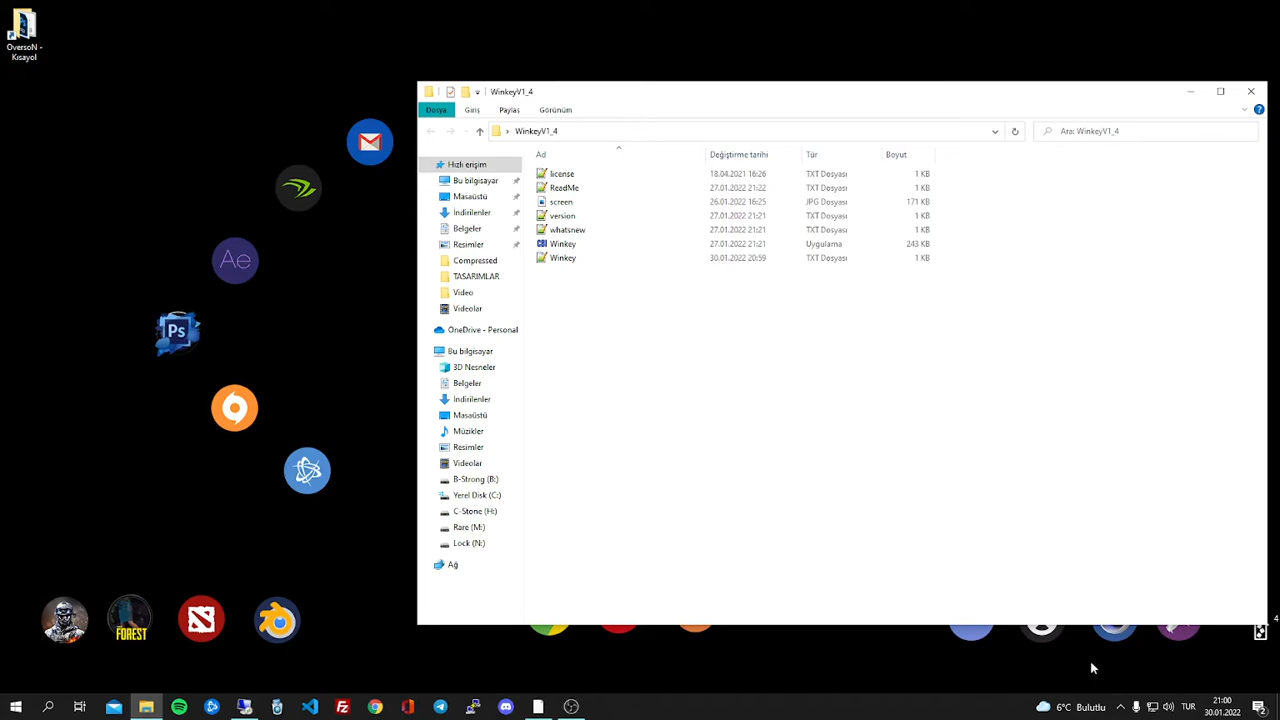 OversoN -
Kısayol
WinkeyV1_4
Dosya Giriş Paylaş Görünüm
WinkeyV1_4
Ara: WinkeyV1_4
Ad Değiştirme tarihi Tür Boyut
Hızlı erişim
Bu bilgisayar
Masaüstü
İndirilenler
Belgeler
Resimler
Compressed
TASARIMLAR
Video
Videolar
OneDrive - Personal
Bu bilgisayar
3D Nesneler
Belgeler
İndirilenler
Masaüstü
Müzikler
Resimler
Videolar
B-Strong (B:)
Yerel Disk (C:)
C-Stone (H:)
Rare (M:)
Lock (N:)
Ağ
license 18.04.2021 16:26 TXT Dosyası 1 KB
ReadMe 27.01.2022 21:22 TXT Dosyası 1 KB
screen 26.01.2022 16:25 JPG Dosyası 171 KB
version 27.01.2022 21:21 TXT Dosyası 1 KB
whatsnew 27.01.2022 21:21 TXT Dosyası 1 KB
CBI Winkey 27.01.2022 21:21 Uygulama 243 KB
Winkey 30.01.2022 20:59 TXT Dosyası 1 KB
Ae
Ps
FOREST
4
6°C Bulutlu
TUR
21:00
30.01.2022
2